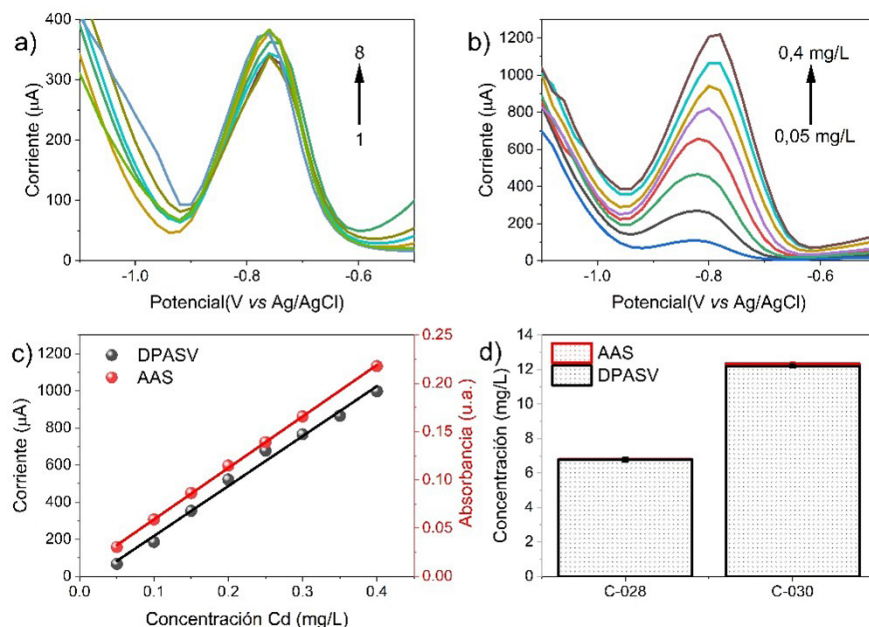 a)
400
300
200
100
0
Corriente (µA)
8
1
-1.0
-0.8
-0.6
Potencial(V vs Ag/AgCl)
b)
1200
1000
800
600
400
200
0
Corriente (µA)
0,4 mg/L
0,05 mg/L
-1.0
-0.8
-0.6
Potencial(V vs Ag/AgCl)
c)
1200
1000
800
600
400
200
0
Corriente (µA)
DPASV
AAS
0.25
0.20
0.15
0.10
0.05
0.00
Absorbancia (u.a.)
0.0
0.1
0.2
0.3
0.4
Concentración Cd (mg/L)
d)
14
12
10
8
6
4
2
0
Concentración (mg/L)
AAS
DPASV
C-028
C-030